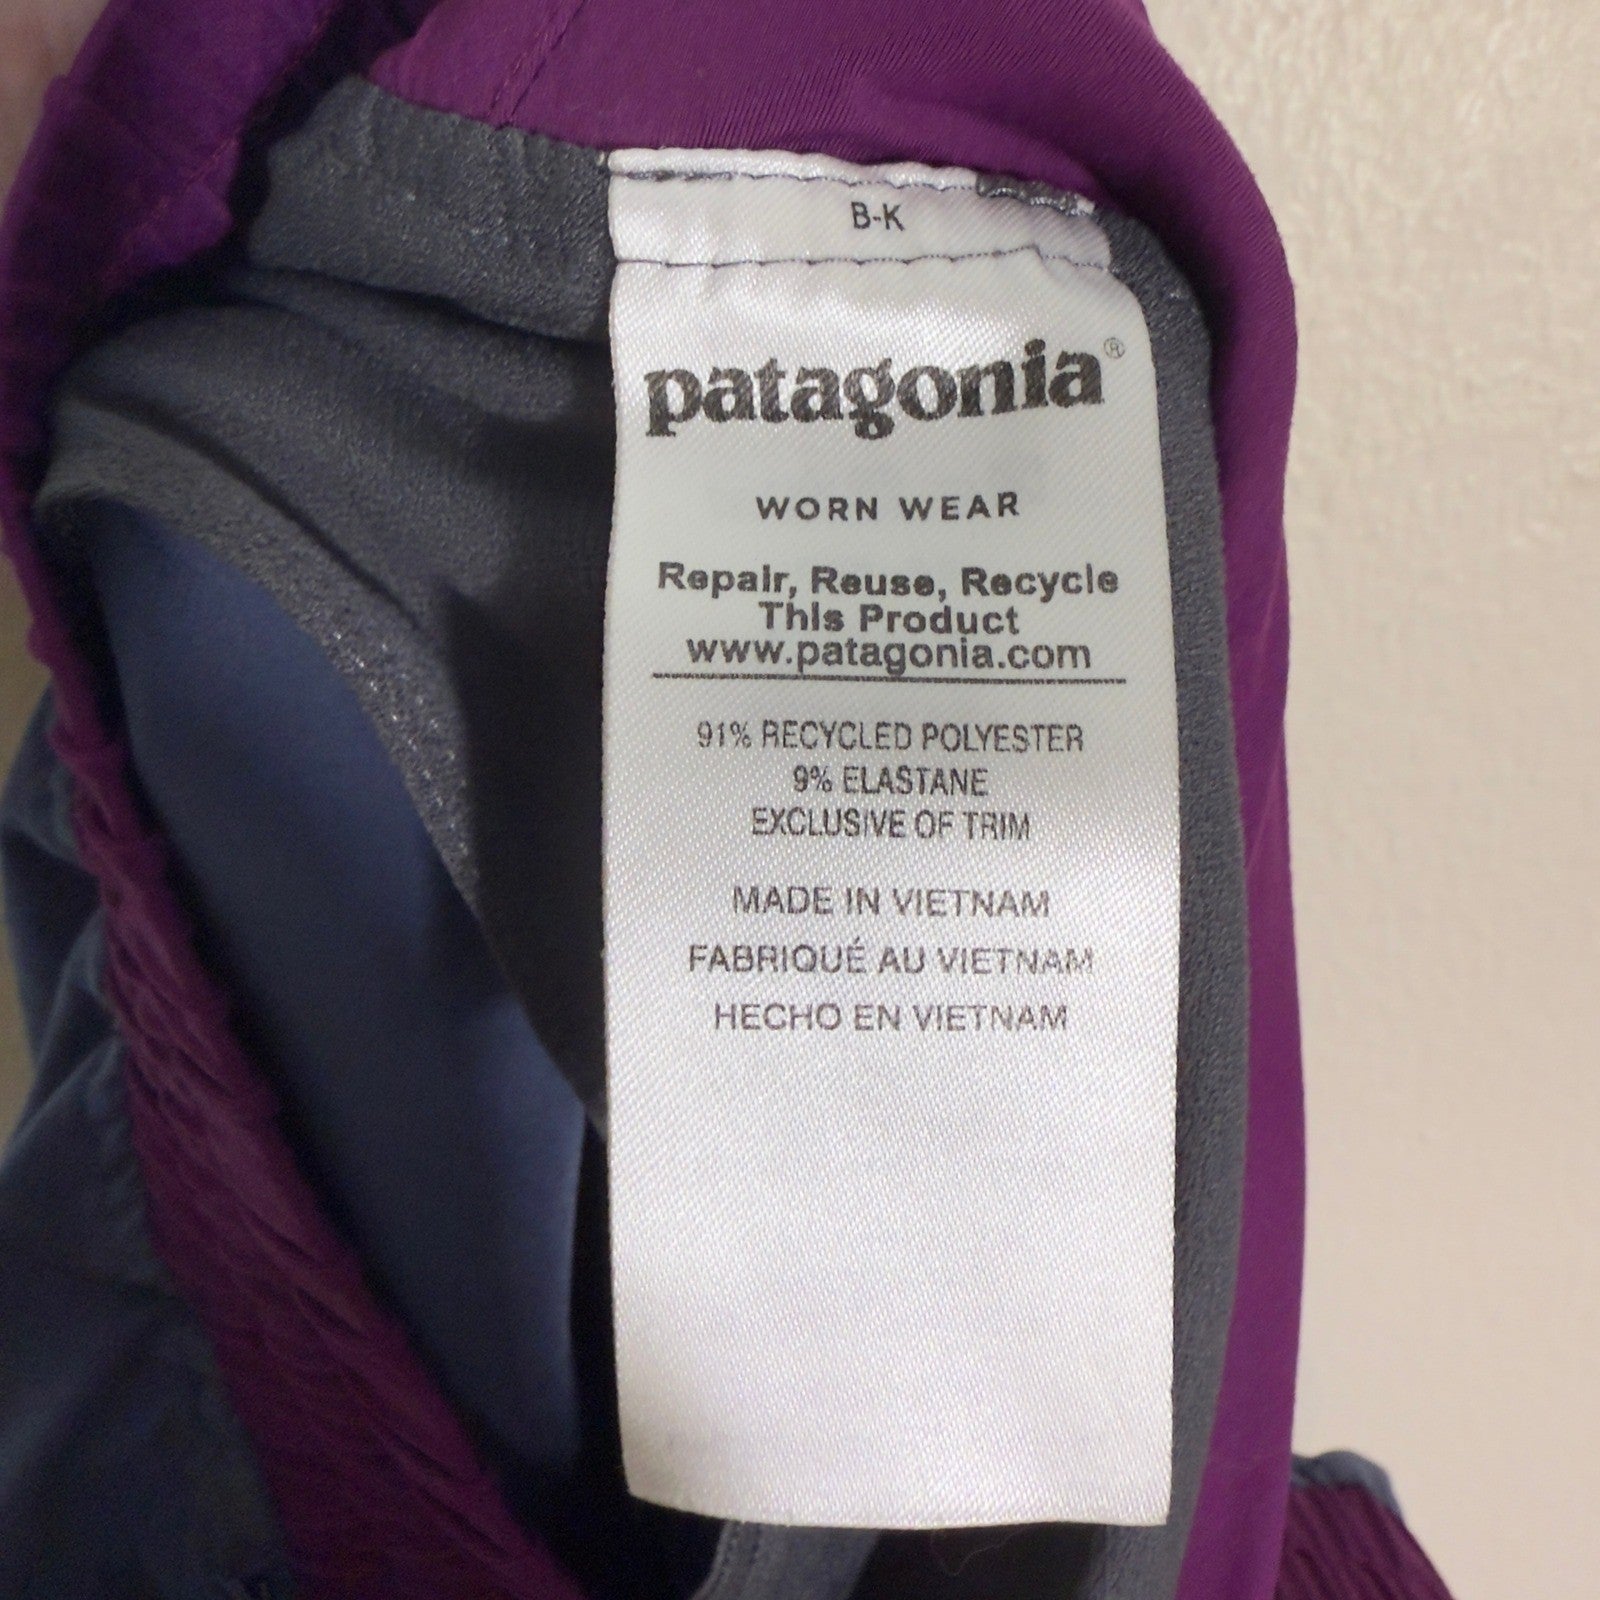 B-K
patagonia®
WORN WEAR
Repair, Reuse, Recycle
This Product
www.patagonia.com
91% RECYCLED POLYESTER
9% ELASTANE
EXCLUSIVE OF TRIM
MADE IN VIETNAM
FABRIQUÉ AU VIETNAM
HECHO EN VIETNAM